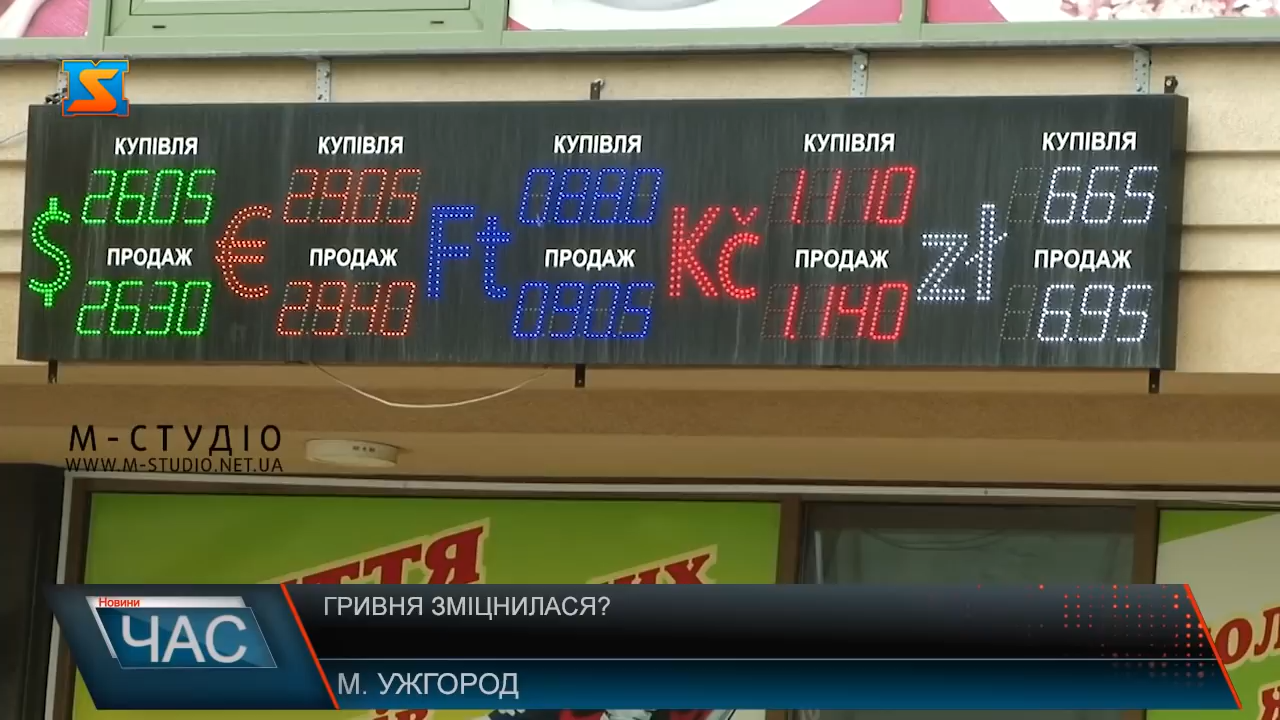 КУПІВЛЯ КУПІВЛЯ КУПІВЛЯ КУПІВЛЯ КУПІВЛЯ
26.05 29.05 0.880 1.1 10 6.65
$ € Ft Kč zł
ПРОДАЖ ПРОДАЖ ПРОДАЖ ПРОДАЖ ПРОДАЖ
26.30 29.40 0.905 1.140 6.95
М-СТУДІО
WWW.M-STUDIO.NET.UA
Новини
ЧАС
ГРИВНЯ ЗМІЦНИЛАСЯ?
М. УЖГОРОД